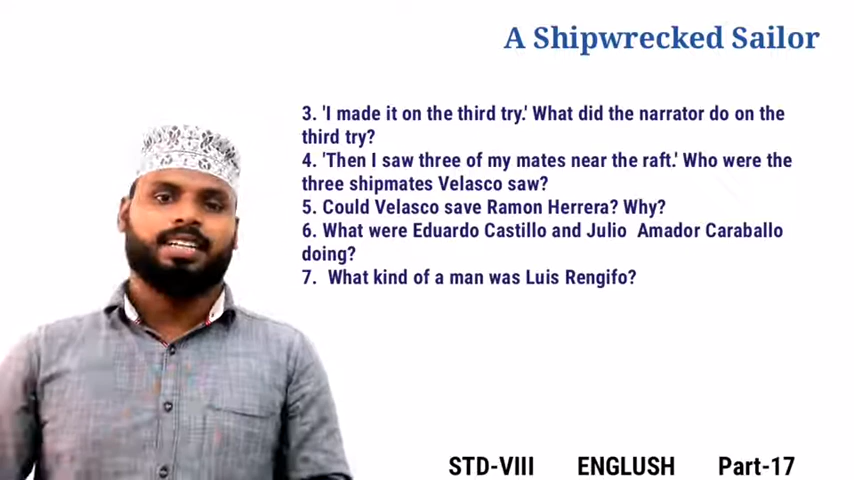 A Shipwrecked Sailor
3. 'I made it on the third try.' What did the narrator do on the
third try?
4. 'Then I saw three of my mates near the raft.' Who were the
three shipmates Velasco saw?
5. Could Velasco save Ramon Herrera? Why?
6. What were Eduardo Castillo and Julio Amador Caraballo
doing?
7. What kind of a man was Luis Rengifo?
STD-VIII ENGLUSH Part-17